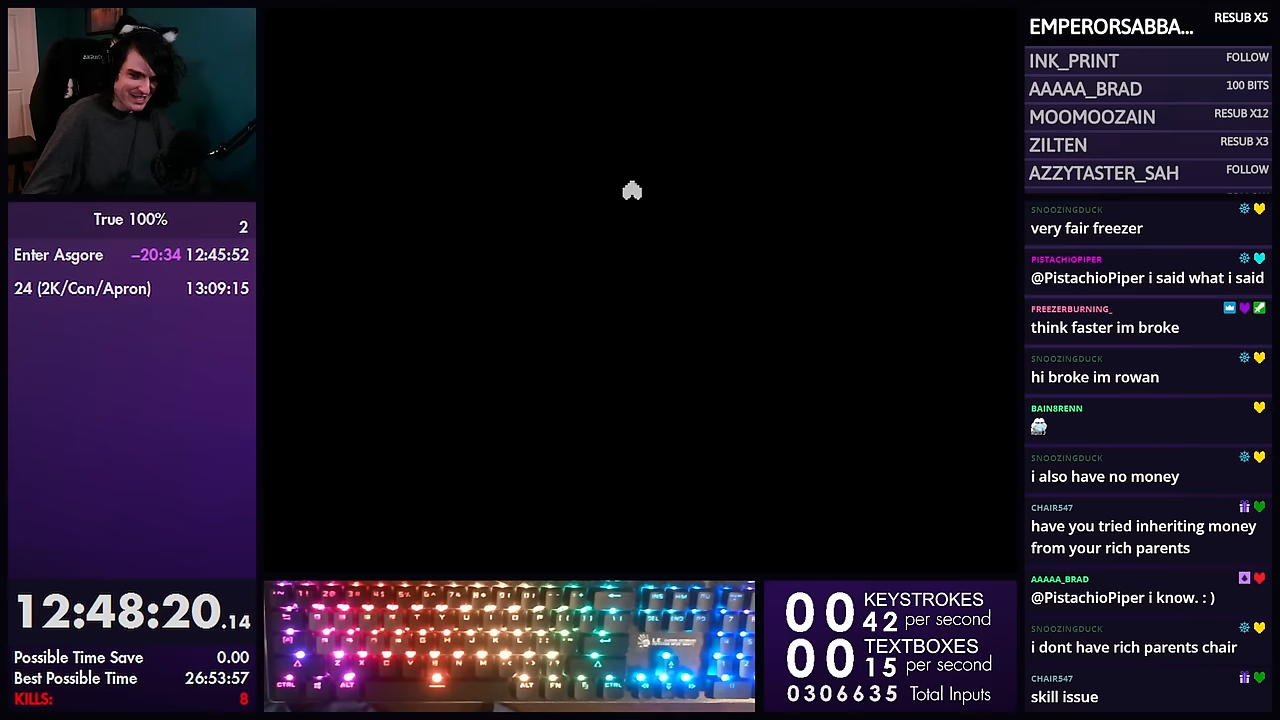 True 100%
2
Enter Asgore −20:34 12:45:52
24 (2K/Con/Apron) 13:09:15
12:48:20.14
Possible Time Save 0.00
Best Possible Time 26:53:57
KILLS: 8
00 KEYSTROKES
42 per second
00 TEXTBOXES
15 per second
0306635 Total Inputs
EMPERORSABBA... RESUB X5
INK_PRINT FOLLOW
AAAAA_BRAD 100 BITS
MOOMOOZAIN RESUB X12
ZILTEN RESUB X3
AZZYTASTER_SAH FOLLOW
SNOOZINGDUCK
very fair freezer
PISTACHIOPIPER
@PistachioPiper i said what i said
FREEZERBURNING_
think faster im broke
SNOOZINGDUCK
hi broke im rowan
BAIN8RENN
SNOOZINGDUCK
i also have no money
CHAIR547
have you tried inheriting money
from your rich parents
AAAAA_BRAD
@PistachioPiper i know. : )
SNOOZINGDUCK
i dont have rich parents chair
CHAIR547
skill issue